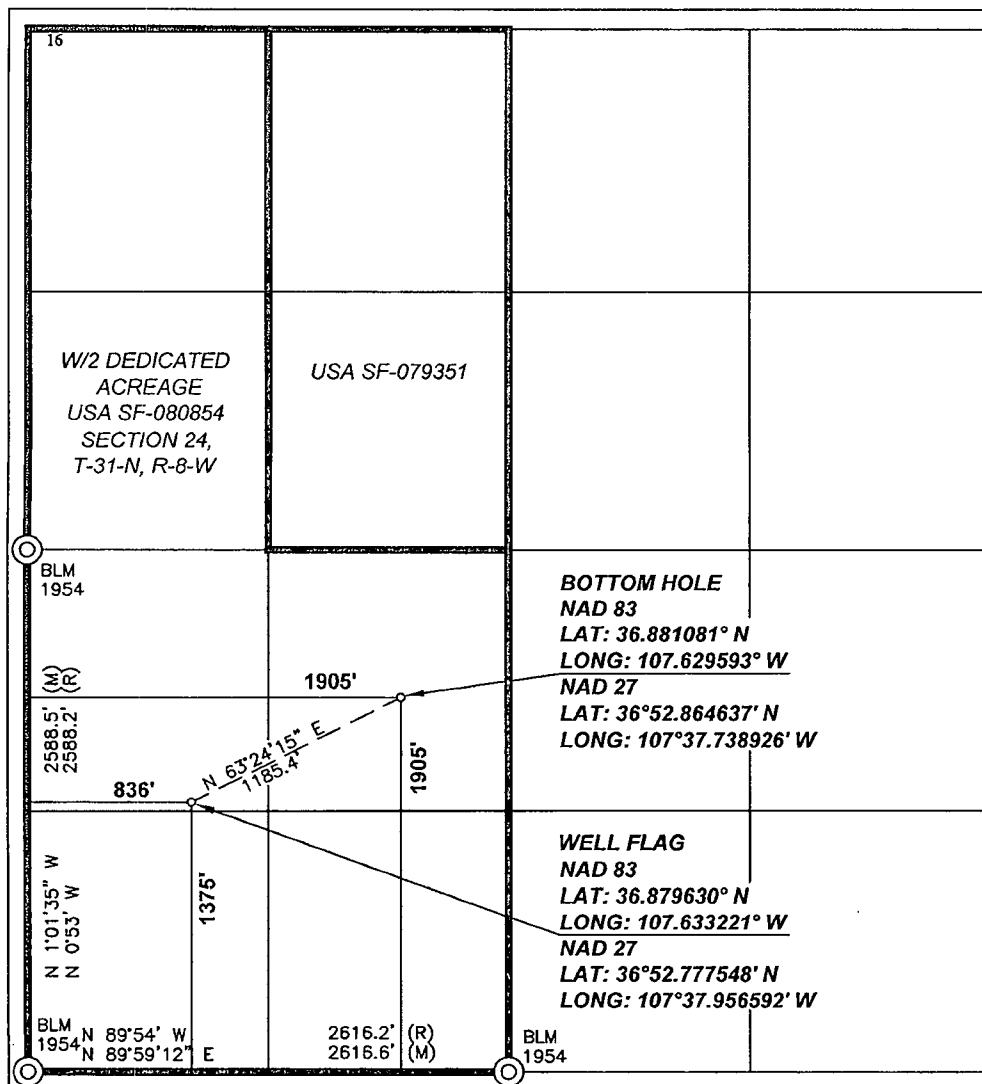 16
W/2 DEDICATED
ACREAGE
USA SF-080854
SECTION 24,
T-31-N, R-8-W
USA SF-079351
BLM
1954
BOTTOM HOLE
NAD 83
LAT: 36.881081° N
LONG: 107.629593° W
NAD 27
LAT: 36°52.864637' N
LONG: 107°37.738926' W
2588.5' (M)
2588.2' (R)
1905'
N 63°24'15" E
1185.4'
1905'
836'
1375'
WELL FLAG
NAD 83
LAT: 36.879630° N
LONG: 107.633221° W
NAD 27
LAT: 36°52.777548' N
LONG: 107°37.956592' W
N 1°01'35" W
N 0°53' W
BLM
1954
N 89°54' W
N 89°59'12" E
2616.2' (R)
2616.6' (M)
BLM
1954